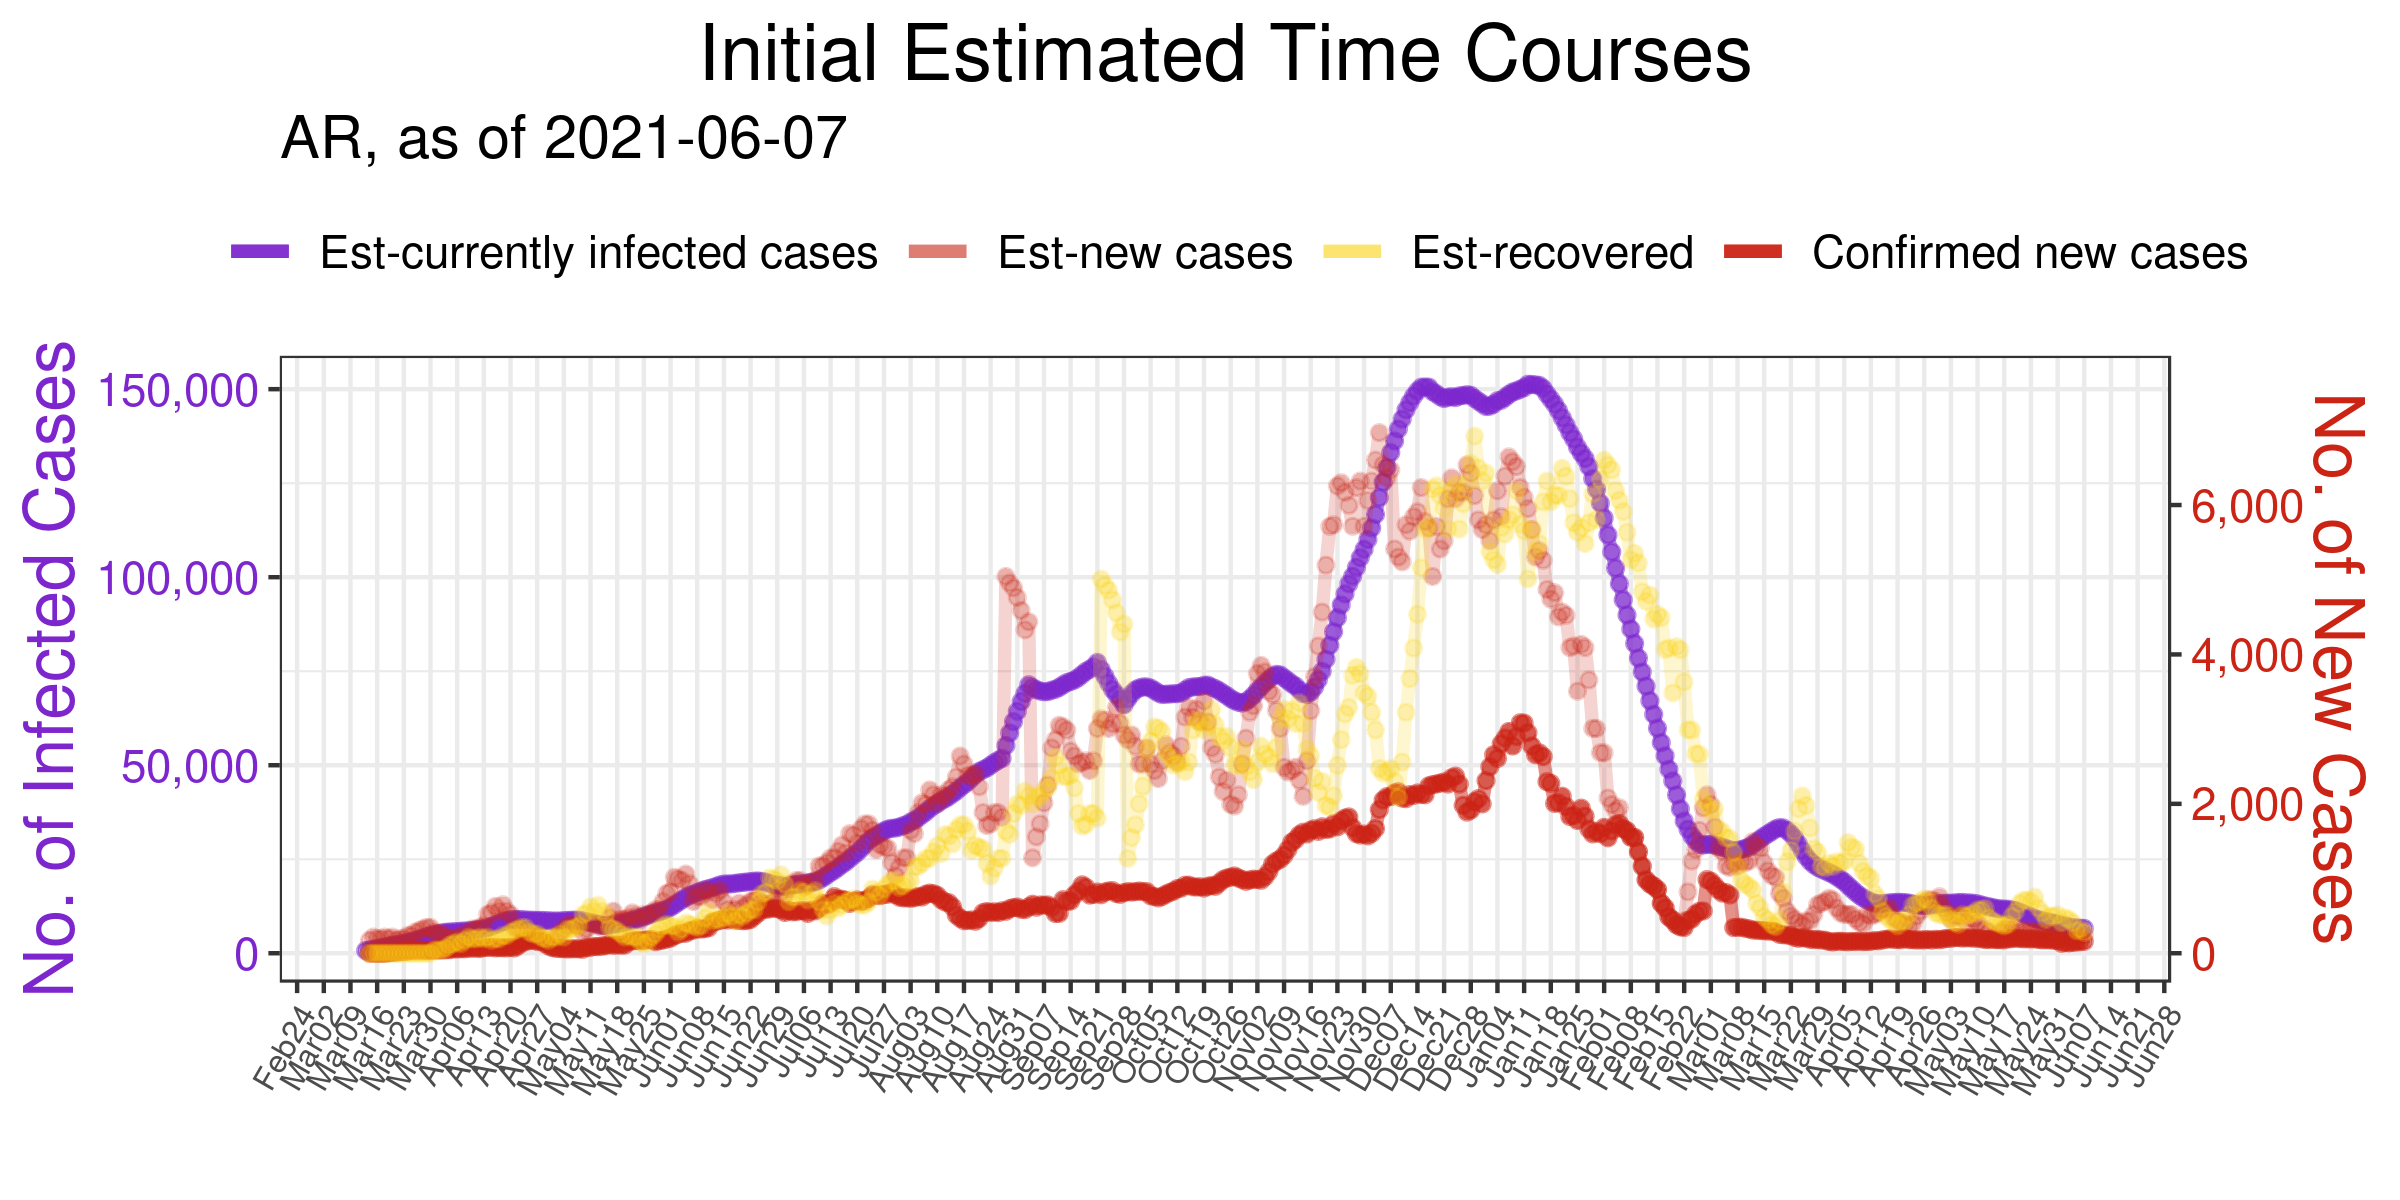 Initial Estimated Time Courses
AR, as of 2021-06-07
Est-currently infected cases Est-new cases Est-recovered Confirmed new cases
No. of Infected Cases
150,000
100,000
50,000
0
No. of New Cases
6,000
4,000
2,000
0
Feb24 Mar02 Mar09 Mar16 Mar23 Mar30 Apr06 Apr13 Apr20 Apr27 May04 May11 May18 May25 Jun01 Jun08 Jun15 Jun22 Jun29 Jul06 Jul13 Jul20 Jul27 Aug03 Aug10 Aug17 Aug24 Aug31 Sep07 Sep14 Sep21 Sep28 Oct05 Oct12 Oct19 Oct26 Nov02 Nov09 Nov16 Nov23 Nov30 Dec07 Dec14 Dec21 Dec28 Jan04 Jan11 Jan18 Jan25 Feb01 Feb08 Feb15 Feb22 Mar01 Mar08 Mar15 Mar22 Mar29 Apr05 Apr12 Apr19 Apr26 May03 May10 May17 May24 May31 Jun07 Jun14 Jun21 Jun28